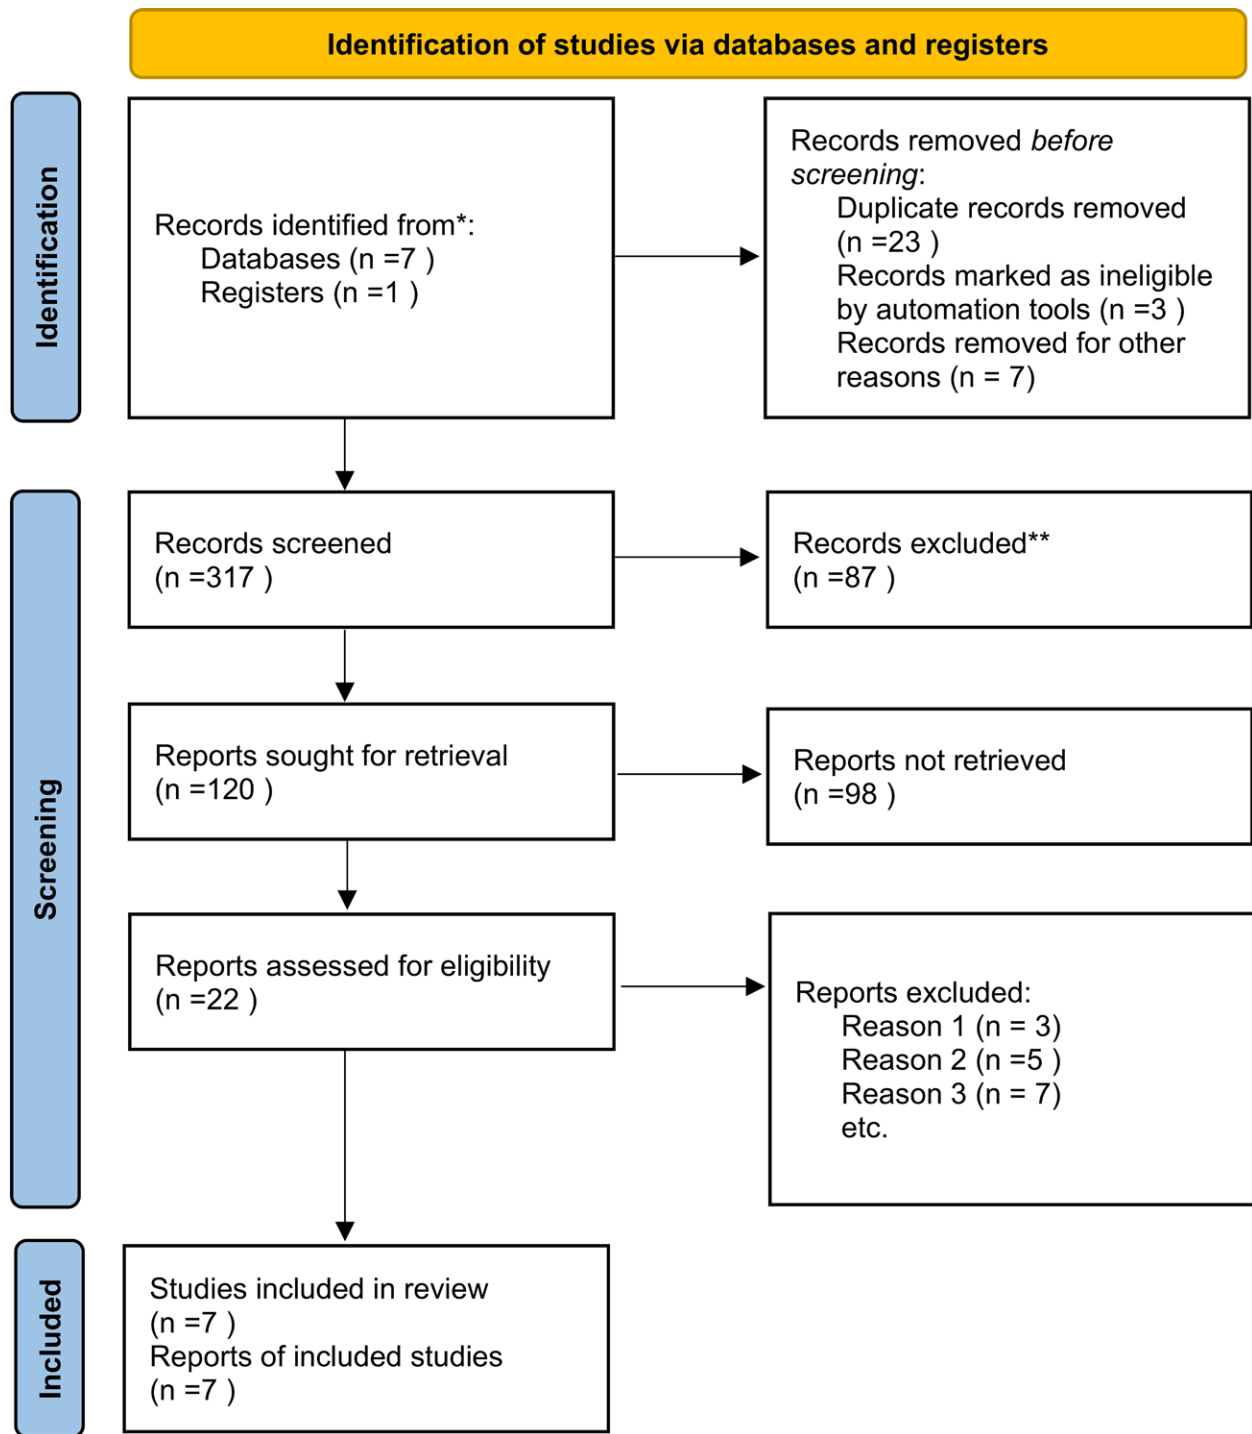 Identification of studies via databases and registers
Identification
Records identified from*:
Databases (n =7 )
Registers (n =1 )
Records removed before
screening:
Duplicate records removed
(n =23 )
Records marked as ineligible
by automation tools (n =3 )
Records removed for other
reasons (n = 7)
Screening
Records screened
(n =317 )
Records excluded**
(n =87 )
Reports sought for retrieval
(n =120 )
Reports not retrieved
(n =98 )
Reports assessed for eligibility
(n =22 )
Reports excluded:
Reason 1 (n = 3)
Reason 2 (n =5 )
Reason 3 (n = 7)
etc.
Included
Studies included in review
(n =7 )
Reports of included studies
(n =7 )